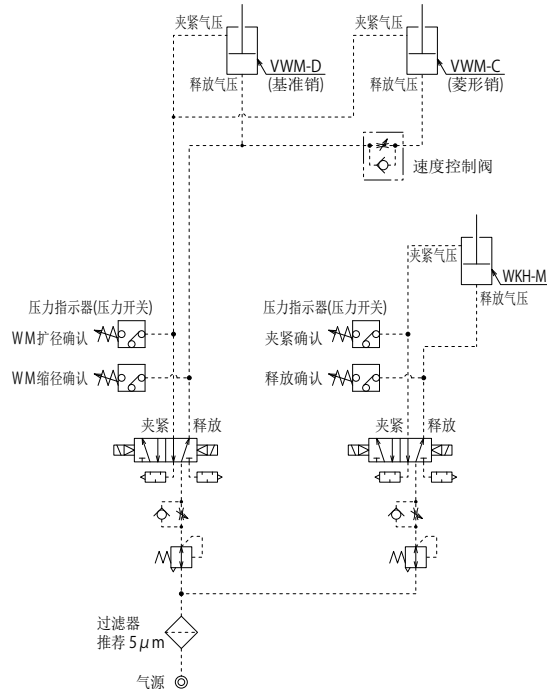 夹紧气压
夹紧气压
VWM-D
(基准销)
VWM-C
(菱形销)
释放气压
释放气压
速度控制阀
夹紧气压
WKH-M
释放气压
压力指示器(压力开关)
压力指示器(压力开关)
WM扩径确认
夹紧确认
WM缩径确认
释放确认
夹紧
释放
夹紧
释放
过滤器
推荐 5μm
气源